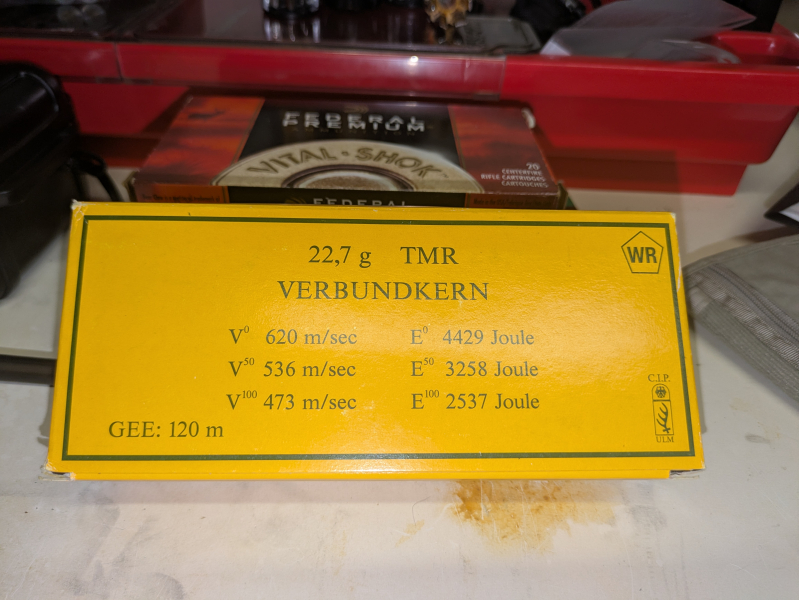 FEDERAL
PREMIUM
VITAL·SHOK
20
CENTERFIRE
RIFLE CARTRIDGES
CARTOUCHES
FEDERAL
22,7 g TMR
WR
VERBUNDKERN
V⁰ 620 m/sec E⁰ 4429 Joule
V⁵⁰ 536 m/sec E⁵⁰ 3258 Joule
V¹⁰⁰ 473 m/sec E¹⁰⁰ 2537 Joule
GEE: 120 m
C.I.P.
ULM